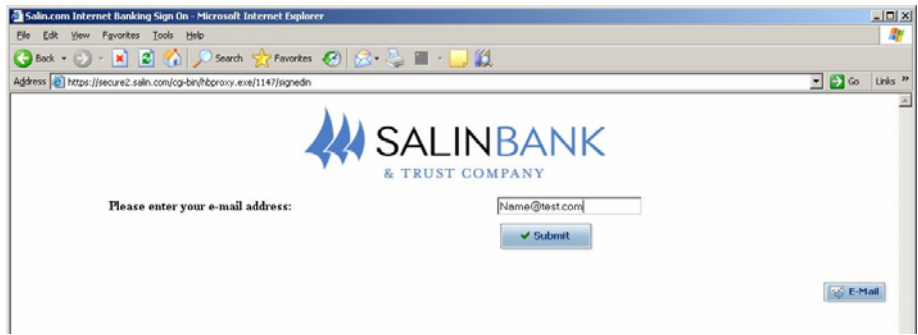 Salin.com Internet Banking Sign On - Microsoft Internet Explorer
File Edit View Favorites Tools Help
Back Search Favorites
Address https://secure2.salin.com/cgi-bin/hbproxy.exe/1147/signedin Go Links »
SALINBANK
& TRUST COMPANY
Please enter your e-mail address: Name@test.com
Submit
E-Mail